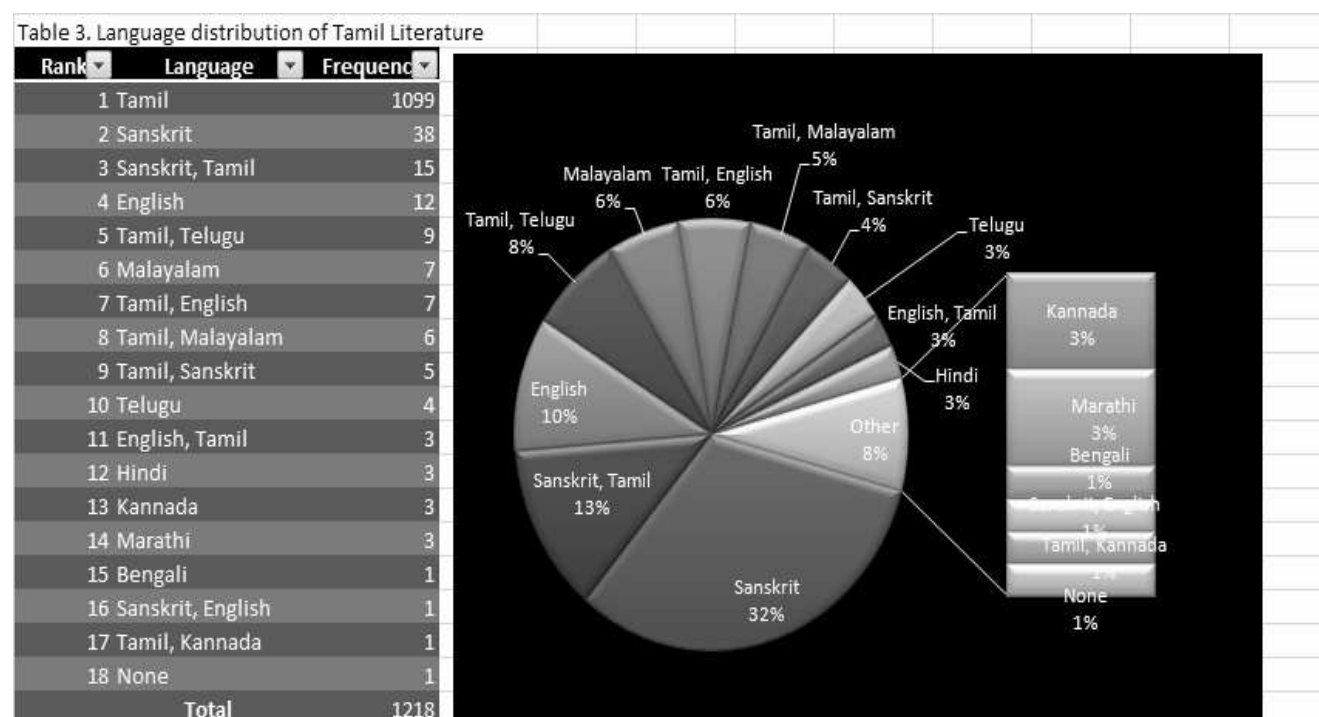 Table 3. Language distribution of Tamil Literature
Rank Language Frequenc
1 Tamil 1099
2 Sanskrit 38
3 Sanskrit, Tamil 15
4 English 12
5 Tamil, Telugu 9
6 Malayalam 7
7 Tamil, English 7
8 Tamil, Malayalam 6
9 Tamil, Sanskrit 5
10 Telugu 4
11 English, Tamil 3
12 Hindi 3
13 Kannada 3
14 Marathi 3
15 Bengali 1
16 Sanskrit, English 1
17 Tamil, Kannada 1
18 None 1
Total 1218
Tamil, Malayalam
5%
Malayalam
6%
Tamil, English
6%
Tamil, Sanskrit
4%
Tamil, Telugu
8%
Telugu
3%
English, Tamil
3%
Hindi
3%
English
10%
Other
8%
Sanskrit, Tamil
13%
Sanskrit
32%
Kannada
3%
Marathi
3%
Bengali
1%
Sanskrit, English
1%
Tamil, Kannada
1%
None
1%